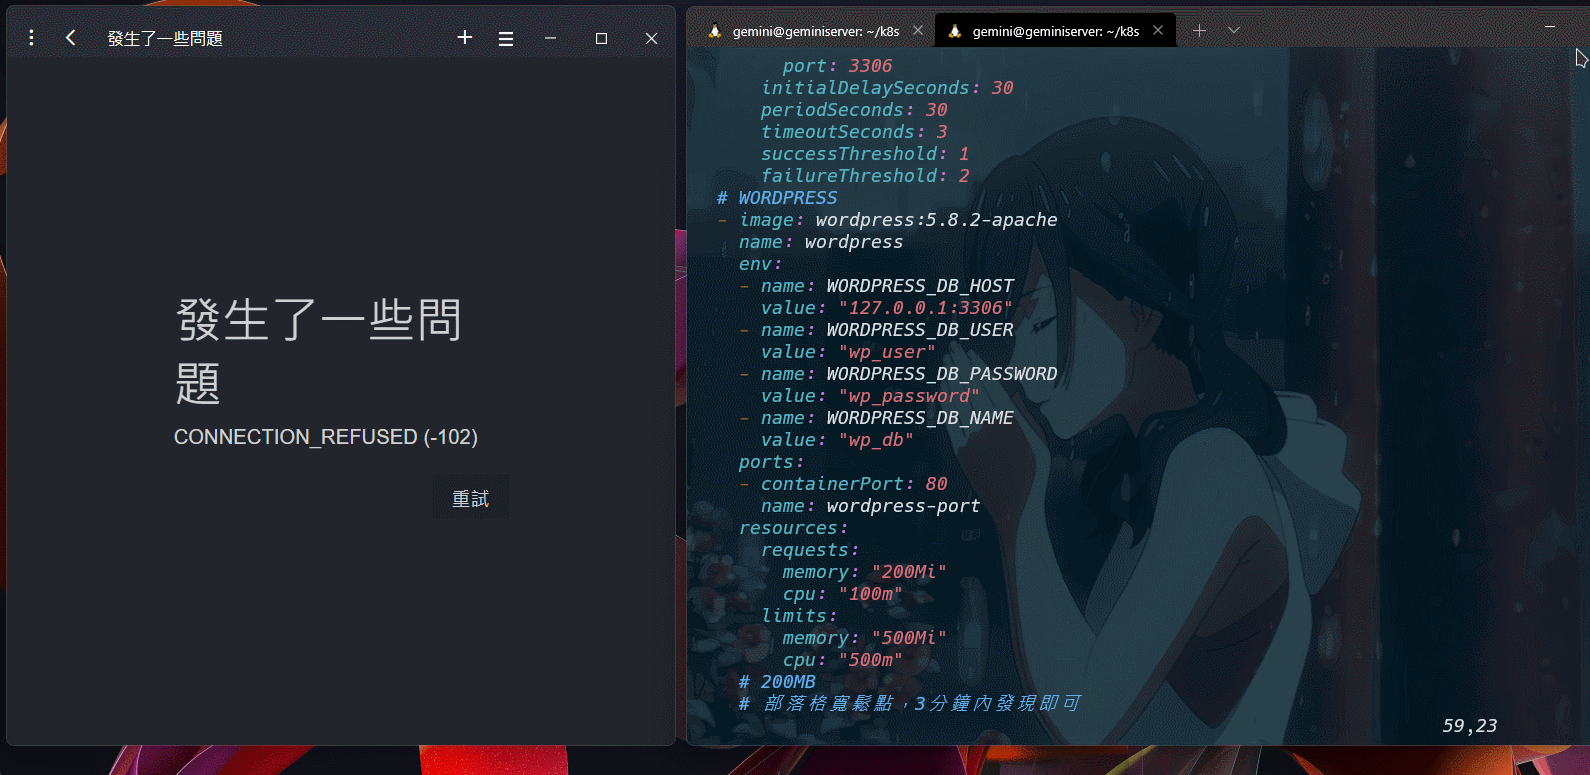 發生了一些問題
發生了一些問
題
CONNECTION_REFUSED (-102)
重試
gemini@geminiserver: ~/k8s
gemini@geminiserver: ~/k8s
port: 3306
initialDelaySeconds: 30
periodSeconds: 30
timeoutSeconds: 3
successThreshold: 1
failureThreshold: 2
# WORDPRESS
- image: wordpress:5.8.2-apache
name: wordpress
env:
- name: WORDPRESS_DB_HOST
value: "127.0.0.1:3306"
- name: WORDPRESS_DB_USER
value: "wp_user"
- name: WORDPRESS_DB_PASSWORD
value: "wp_password"
- name: WORDPRESS_DB_NAME
value: "wp_db"
ports:
- containerPort: 80
name: wordpress-port
resources:
requests:
memory: "200Mi"
cpu: "100m"
limits:
memory: "500Mi"
cpu: "500m"
# 200MB
# 部落格寬鬆點，3分鐘內發現即可
59,23